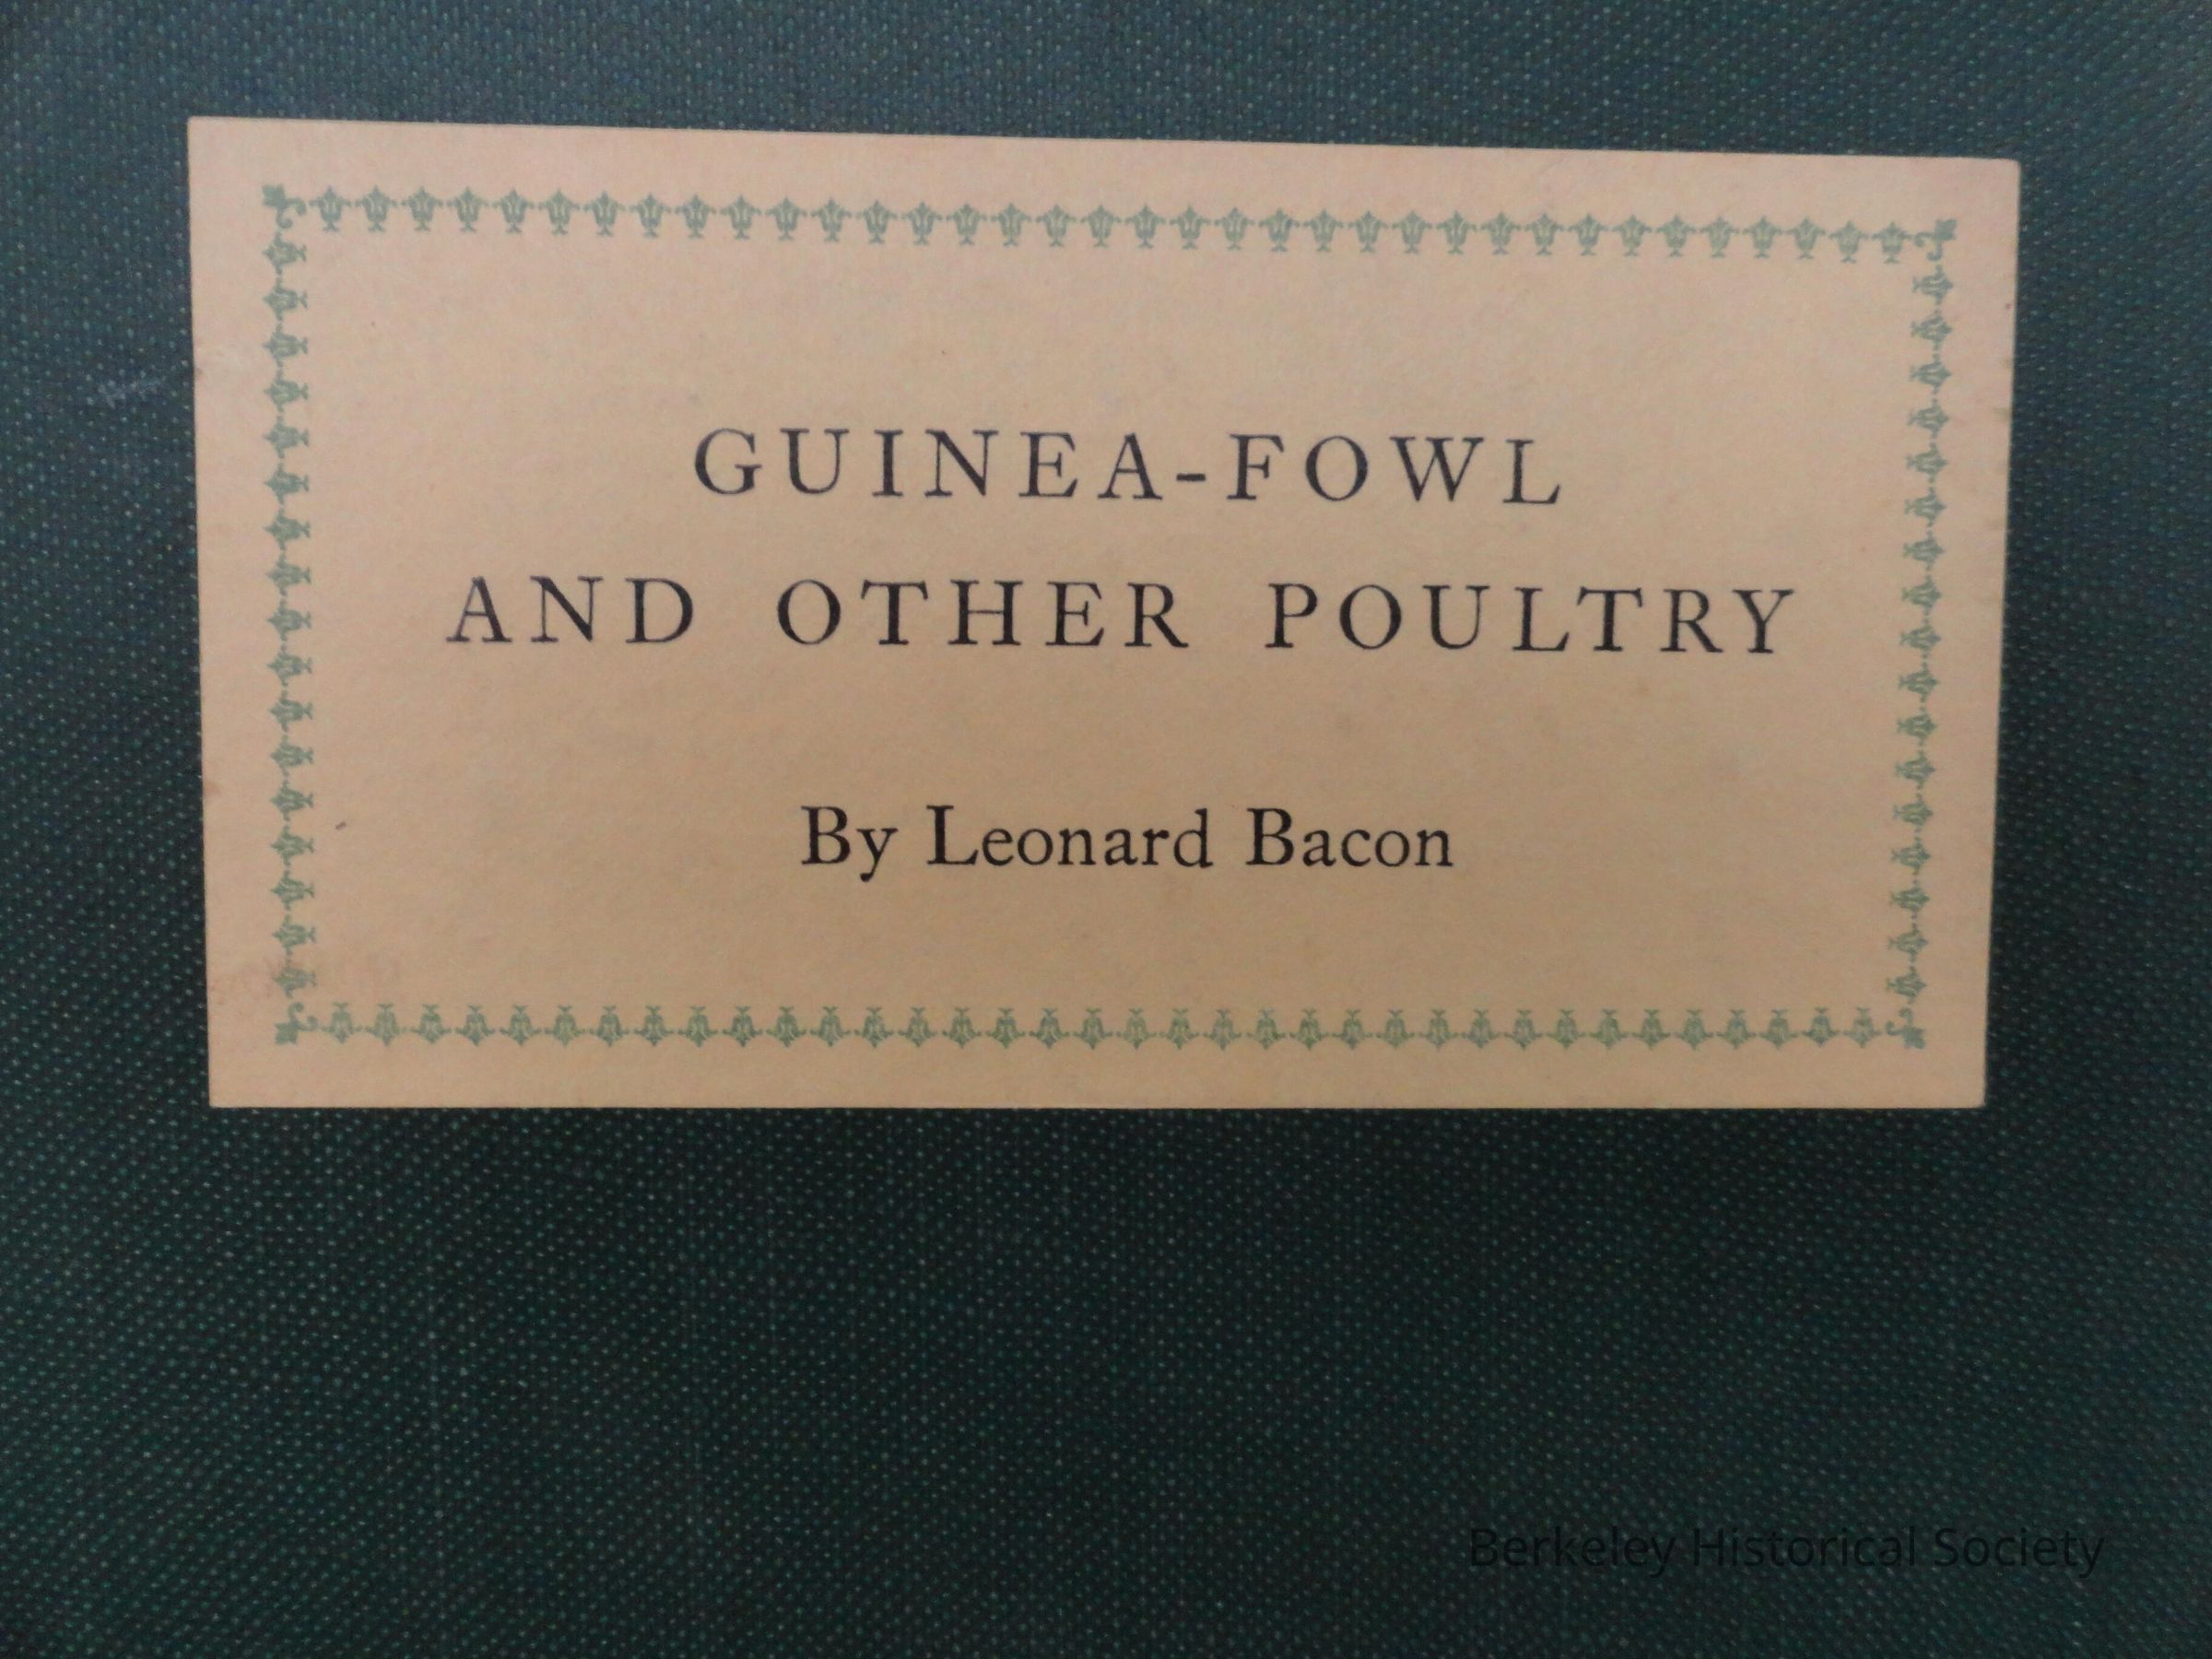 GUINEA-FOWL
AND OTHER POULTRY
By Leonard Bacon
Berkeley Historical Society